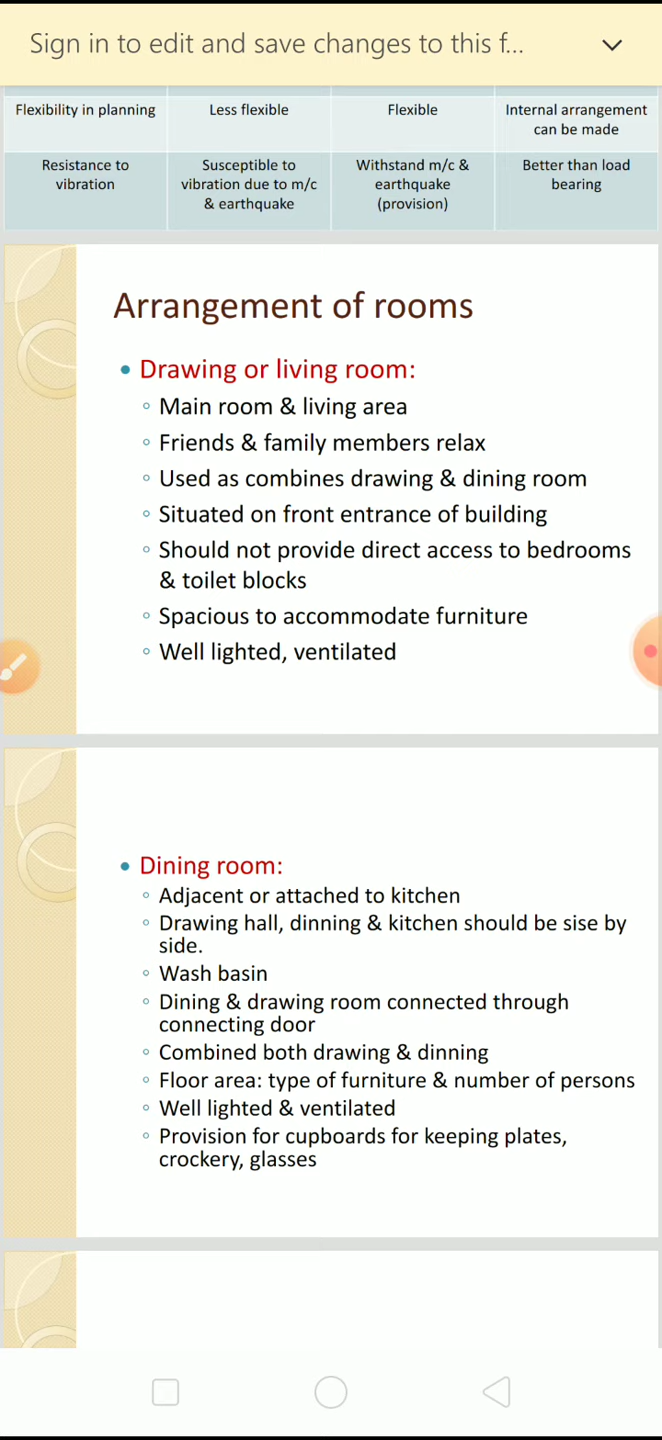 Sign in to edit and save changes to this f...
Flexibility in planning
Less flexible
Flexible
Internal arrangement
can be made
Resistance to
vibration
Susceptible to
vibration due to m/c
& earthquake
Withstand m/c &
earthquake
(provision)
Better than load
bearing
Arrangement of rooms
• Drawing or living room:
◦ Main room & living area
◦ Friends & family members relax
◦ Used as combines drawing & dining room
◦ Situated on front entrance of building
◦ Should not provide direct access to bedrooms
& toilet blocks
◦ Spacious to accommodate furniture
◦ Well lighted, ventilated
• Dining room:
◦ Adjacent or attached to kitchen
◦ Drawing hall, dinning & kitchen should be sise by
side.
◦ Wash basin
◦ Dining & drawing room connected through
connecting door
◦ Combined both drawing & dinning
◦ Floor area: type of furniture & number of persons
◦ Well lighted & ventilated
◦ Provision for cupboards for keeping plates,
crockery, glasses